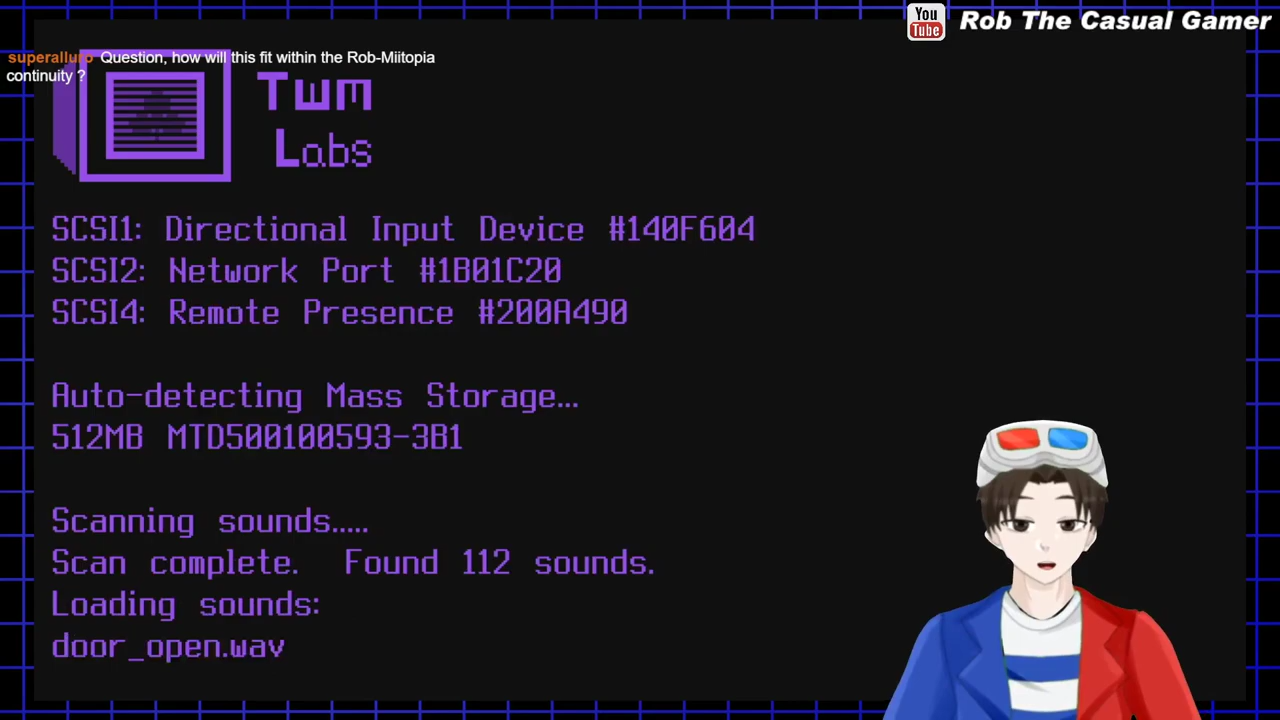 You
Tube
Rob The Casual Gamer
superalluro Question, how will this fit within the Rob-Miitopia
continuity ?
Twm
Labs
SCSI1: Directional Input Device #140F604
SCSI2: Network Port #1B01C20
SCSI4: Remote Presence #200A490
Auto-detecting Mass Storage...
512MB MTD500100593-3B1
Scanning sounds.....
Scan complete. Found 112 sounds.
Loading sounds:
door_open.wav